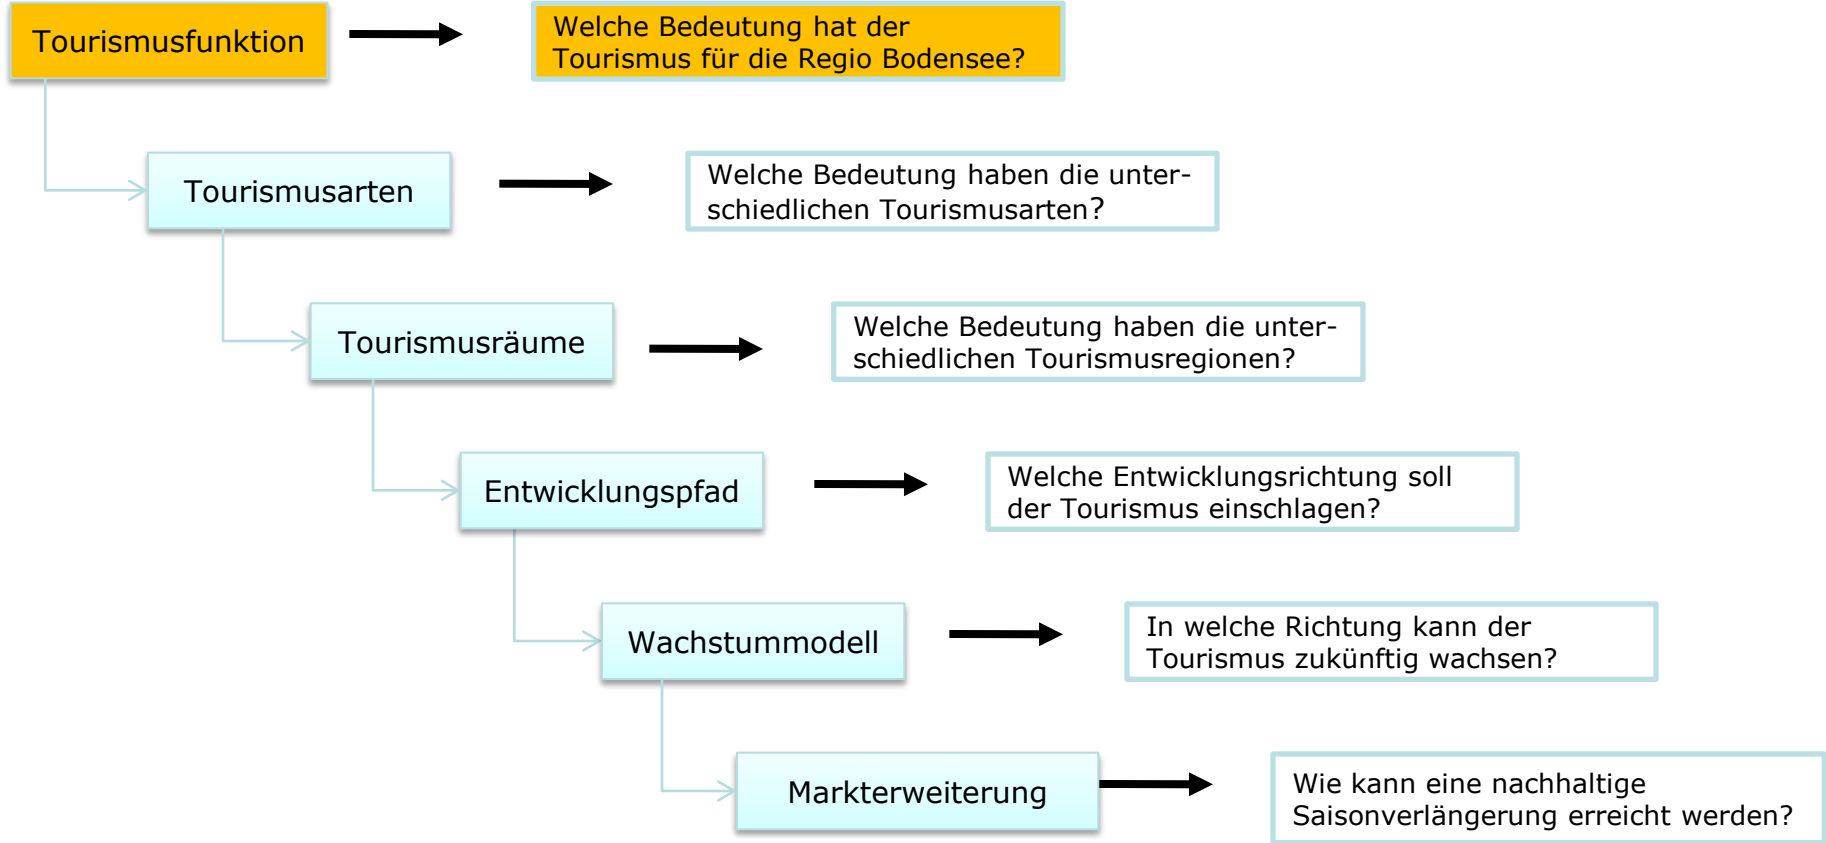 Tourismusfunktion
Welche Bedeutung hat der
Tourismus für die Regio Bodensee?
Tourismusarten
Welche Bedeutung haben die unter-
schiedlichen Tourismusarten?
Tourismusräume
Welche Bedeutung haben die unter-
schiedlichen Tourismusregionen?
Entwicklungspfad
Welche Entwicklungsrichtung soll
der Tourismus einschlagen?
Wachstummodell
In welche Richtung kann der
Tourismus zukünftig wachsen?
Markterweiterung
Wie kann eine nachhaltige
Saisonverlängerung erreicht werden?